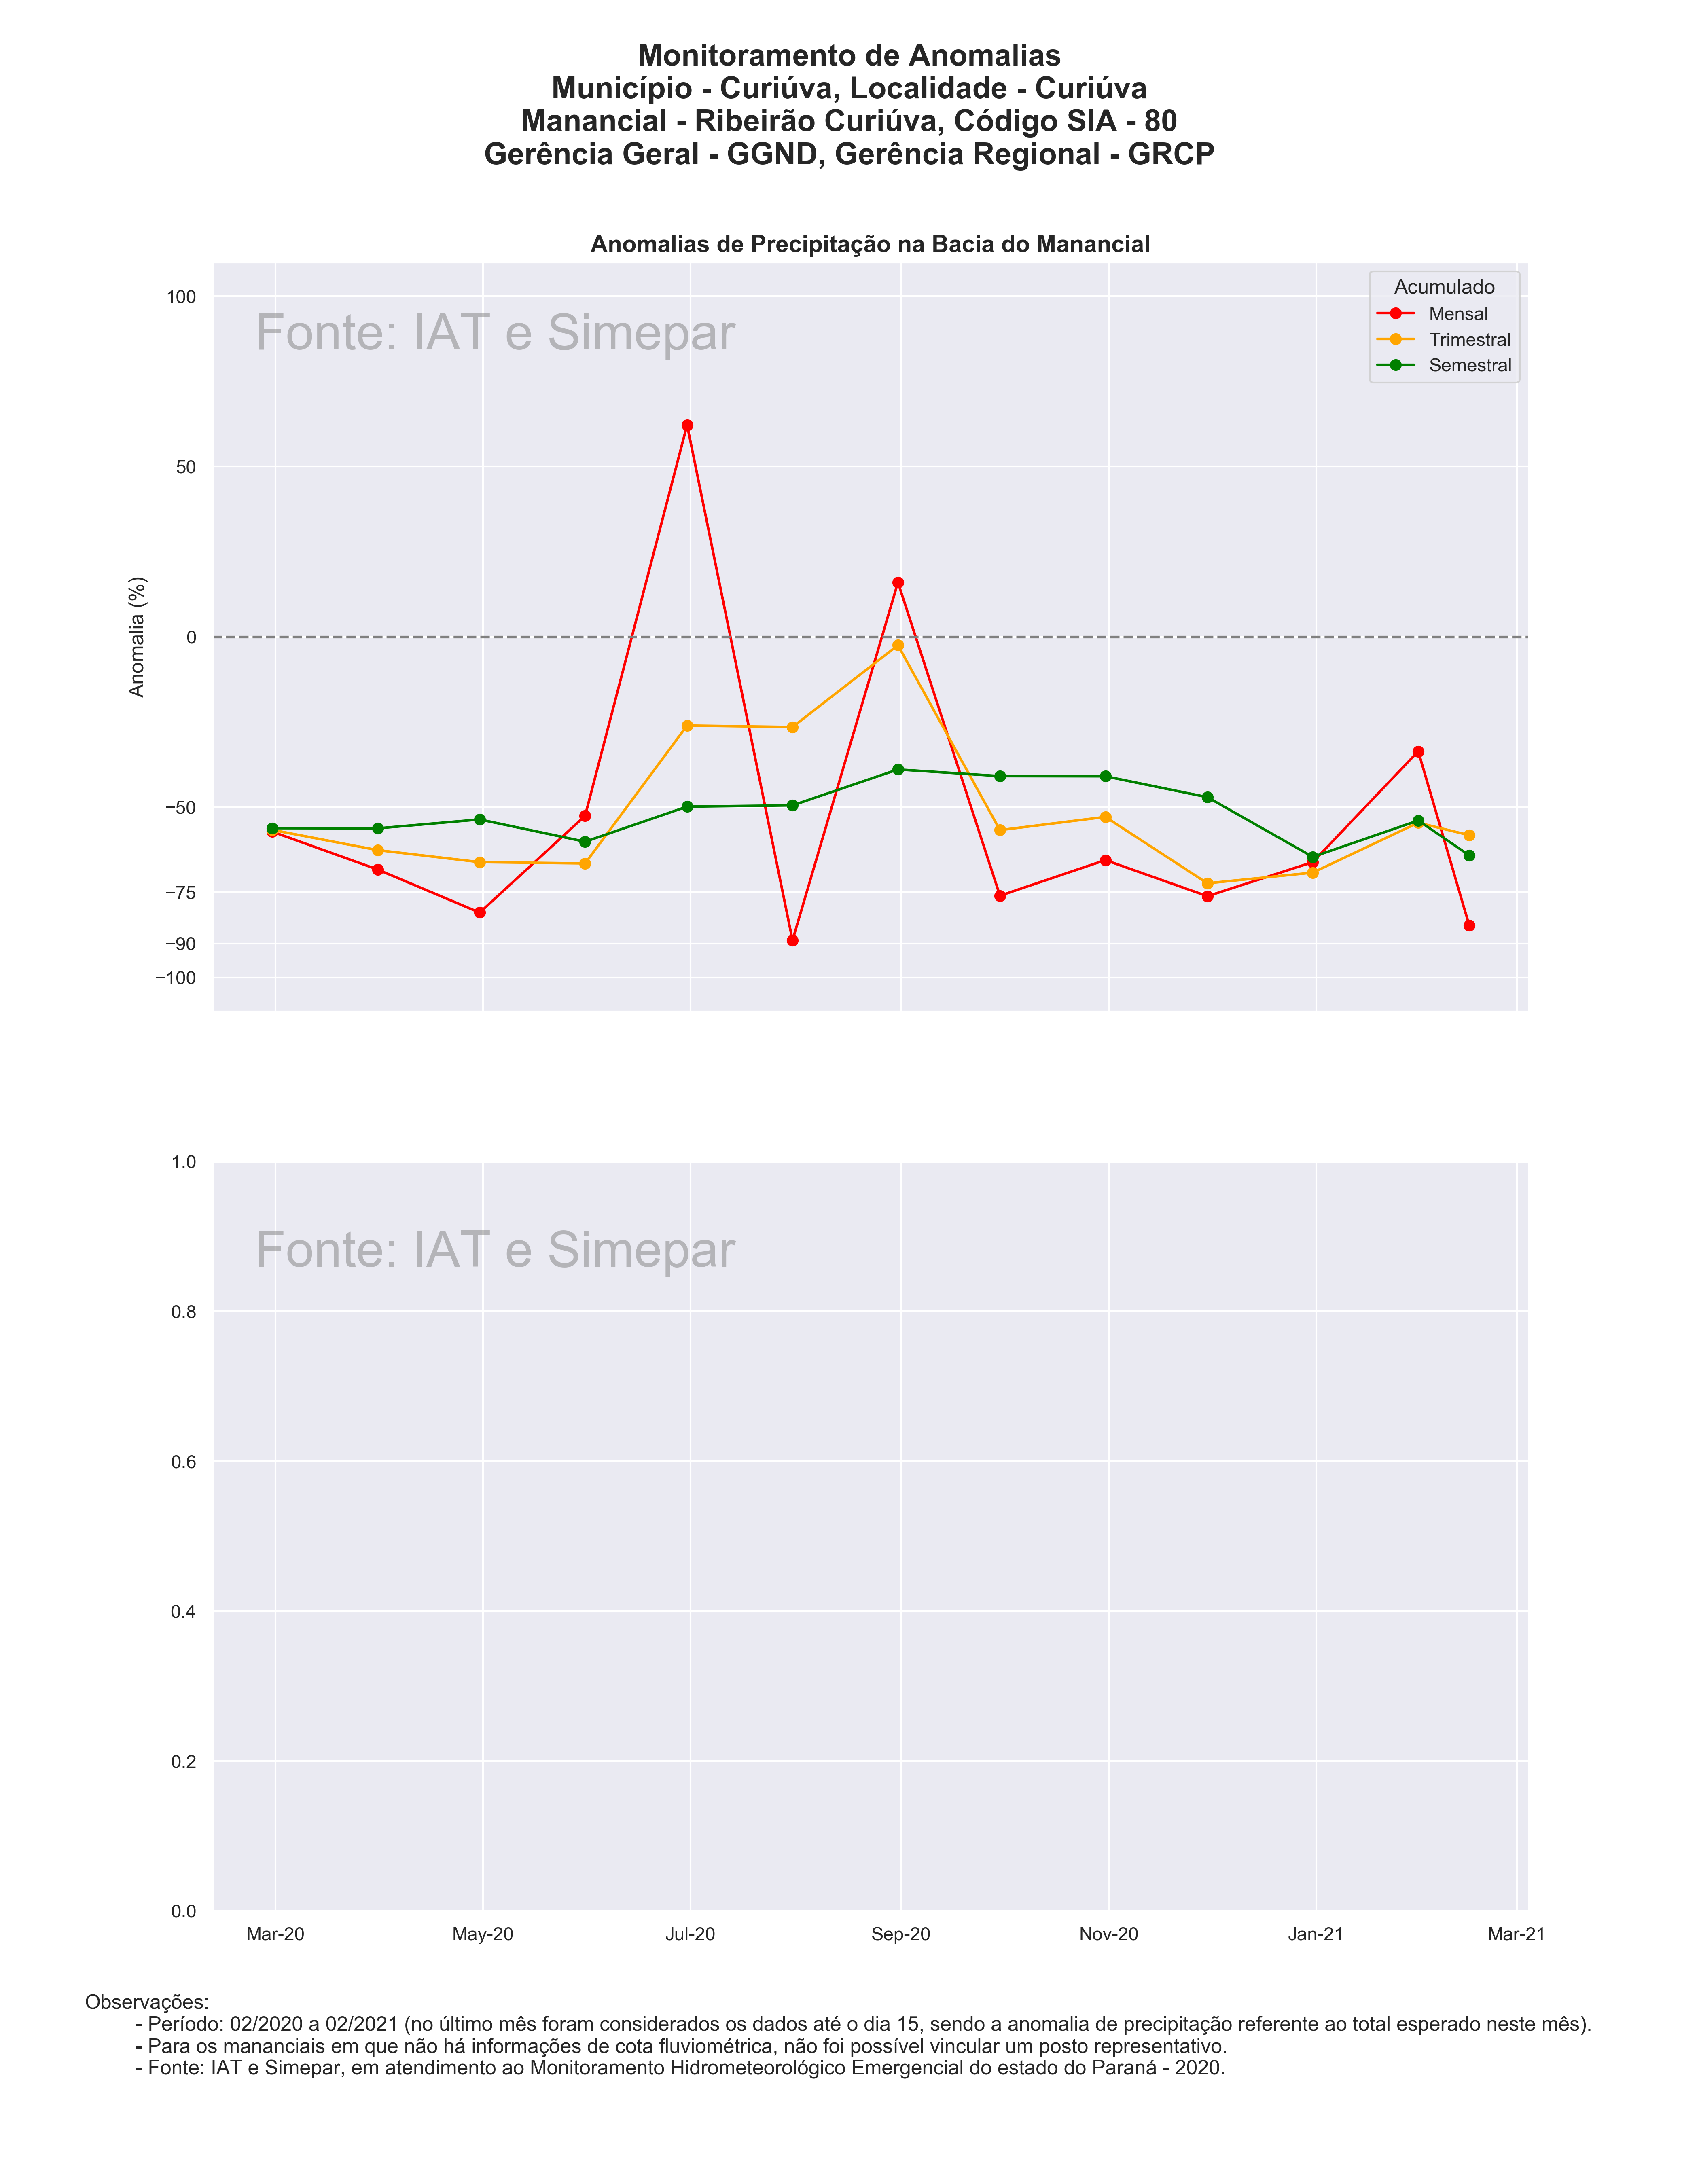 Monitoramento de Anomalias
Município - Curiúva, Localidade - Curiúva
Manancial - Ribeirão Curiúva, Código SIA - 80
Gerência Geral - GGND, Gerência Regional - GRCP
Anomalias de Precipitação na Bacia do Manancial
Fonte: IAT e Simepar
Acumulado
Mensal
Trimestral
Semestral
Anomalia (%)
100
50
0
−50
−75
−90
−100
Fonte: IAT e Simepar
1.0
0.8
0.6
0.4
0.2
0.0
Mar-20 May-20 Jul-20 Sep-20 Nov-20 Jan-21 Mar-21
Observações:
- Período: 02/2020 a 02/2021 (no último mês foram considerados os dados até o dia 15, sendo a anomalia de precipitação referente ao total esperado neste mês).
- Para os mananciais em que não há informações de cota fluviométrica, não foi possível vincular um posto representativo.
- Fonte: IAT e Simepar, em atendimento ao Monitoramento Hidrometeorológico Emergencial do estado do Paraná - 2020.